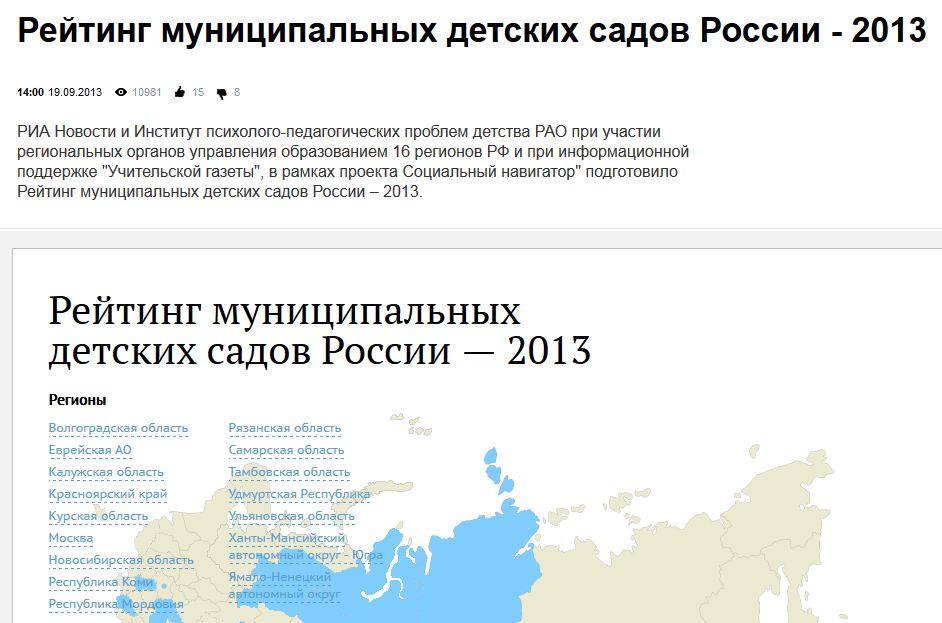 Рейтинг муниципальных детских садов России - 2013
14:00 19.09.2013 10981 15 8
РИА Новости и Институт психолого-педагогических проблем детства РАО при участии
региональных органов управления образованием 16 регионов РФ и при информационной
поддержке "Учительской газеты", в рамках проекта Социальный навигатор" подготовило
Рейтинг муниципальных детских садов России – 2013.
Рейтинг муниципальных
детских садов России — 2013
Регионы
Волгоградская область
Еврейская АО
Калужская область
Красноярский край
Курская область
Москва
Новосибирская область
Республика Коми
Республика Мордовия
Рязанская область
Самарская область
Тамбовская область
Удмуртская Республика
Ульяновская область
Ханты-Мансийский
автономный округ - Югра
Ямало-Ненецкий
автономный округ